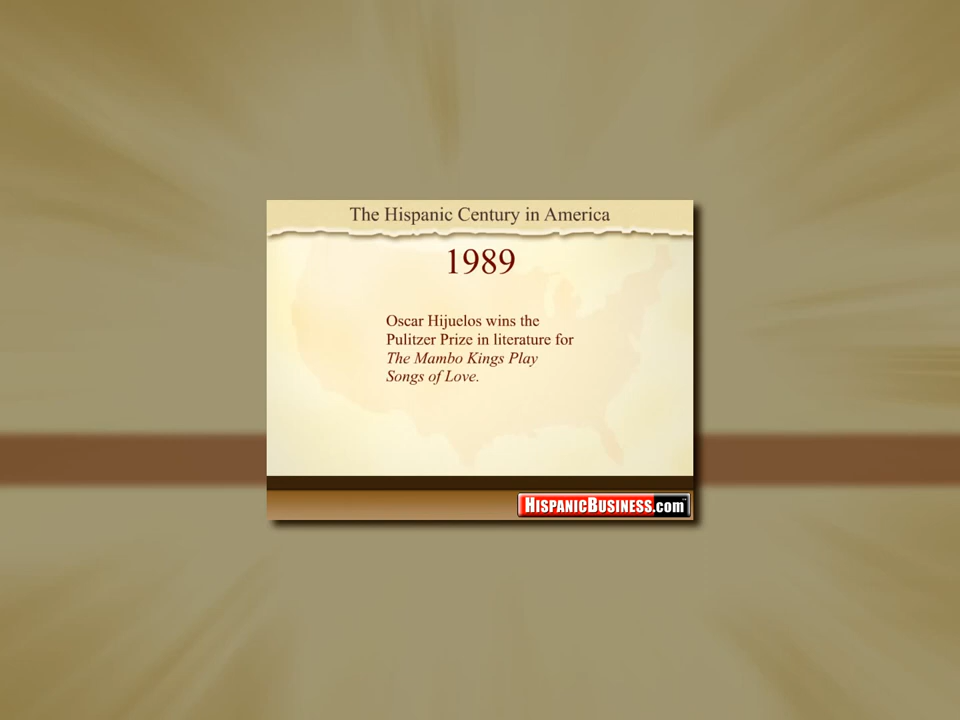 The Hispanic Century in America
1989
Oscar Hijuelos wins the
Pulitzer Prize in literature for
The Mambo Kings Play
Songs of Love.
HISPANICBUSINESS.com